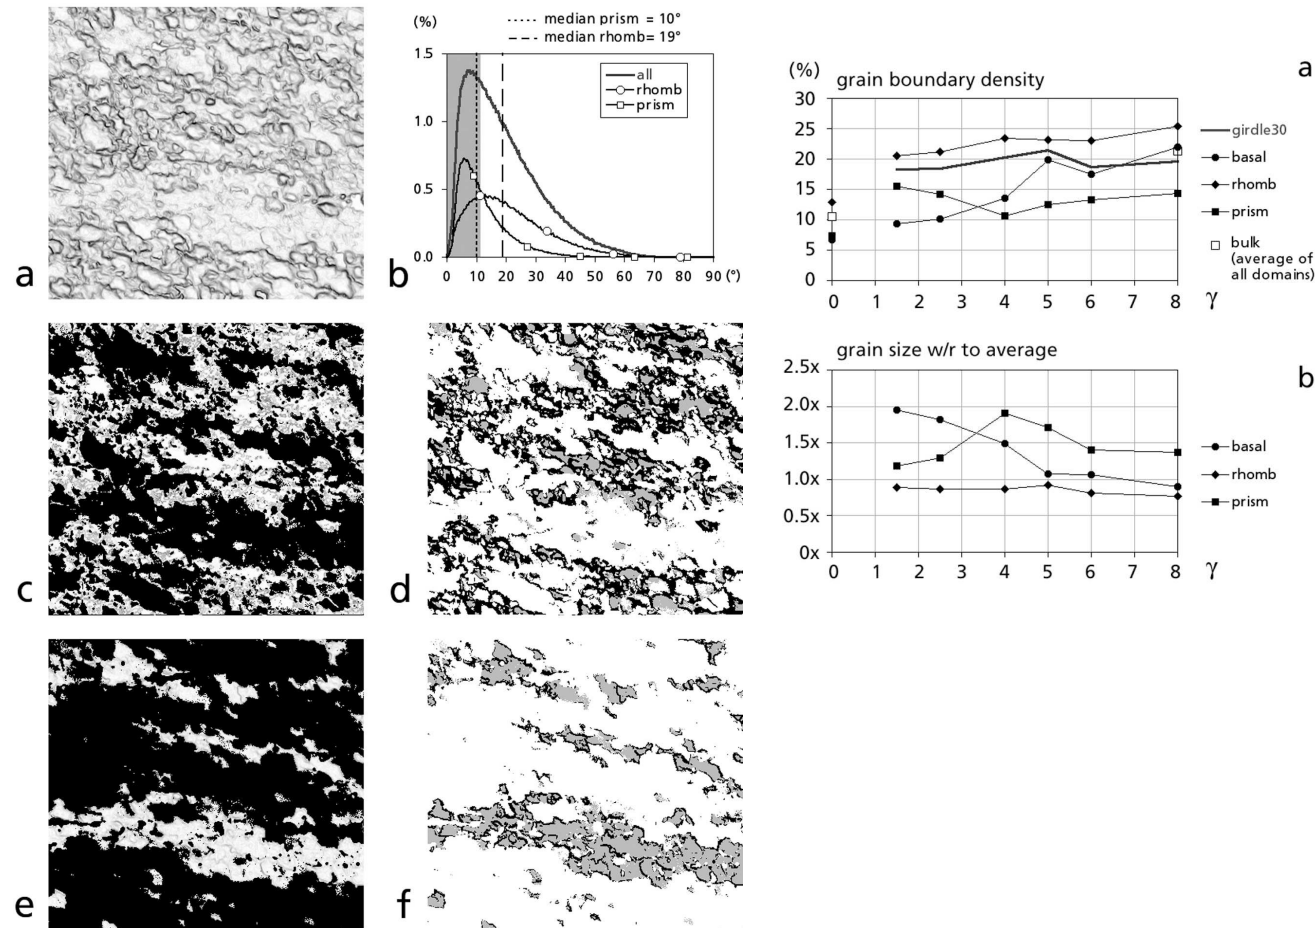 a
(%)
median prism = 10°
median rhomb= 19°
1.5
1.0
0.5
0.0
all
rhomb
prism
0 10 20 30 40 50 60 70 80 90 (°)
b
c
d
e
f
a
(%)
grain boundary density
30
25
20
15
10
5
0
0 1 2 3 4 5 6 7 8 γ
girdle30
basal
rhomb
prism
bulk
(average of
all domains)
b
grain size w/r to average
2.5x
2.0x
1.5x
1.0x
0.5x
0x
0 1 2 3 4 5 6 7 8 γ
basal
rhomb
prism